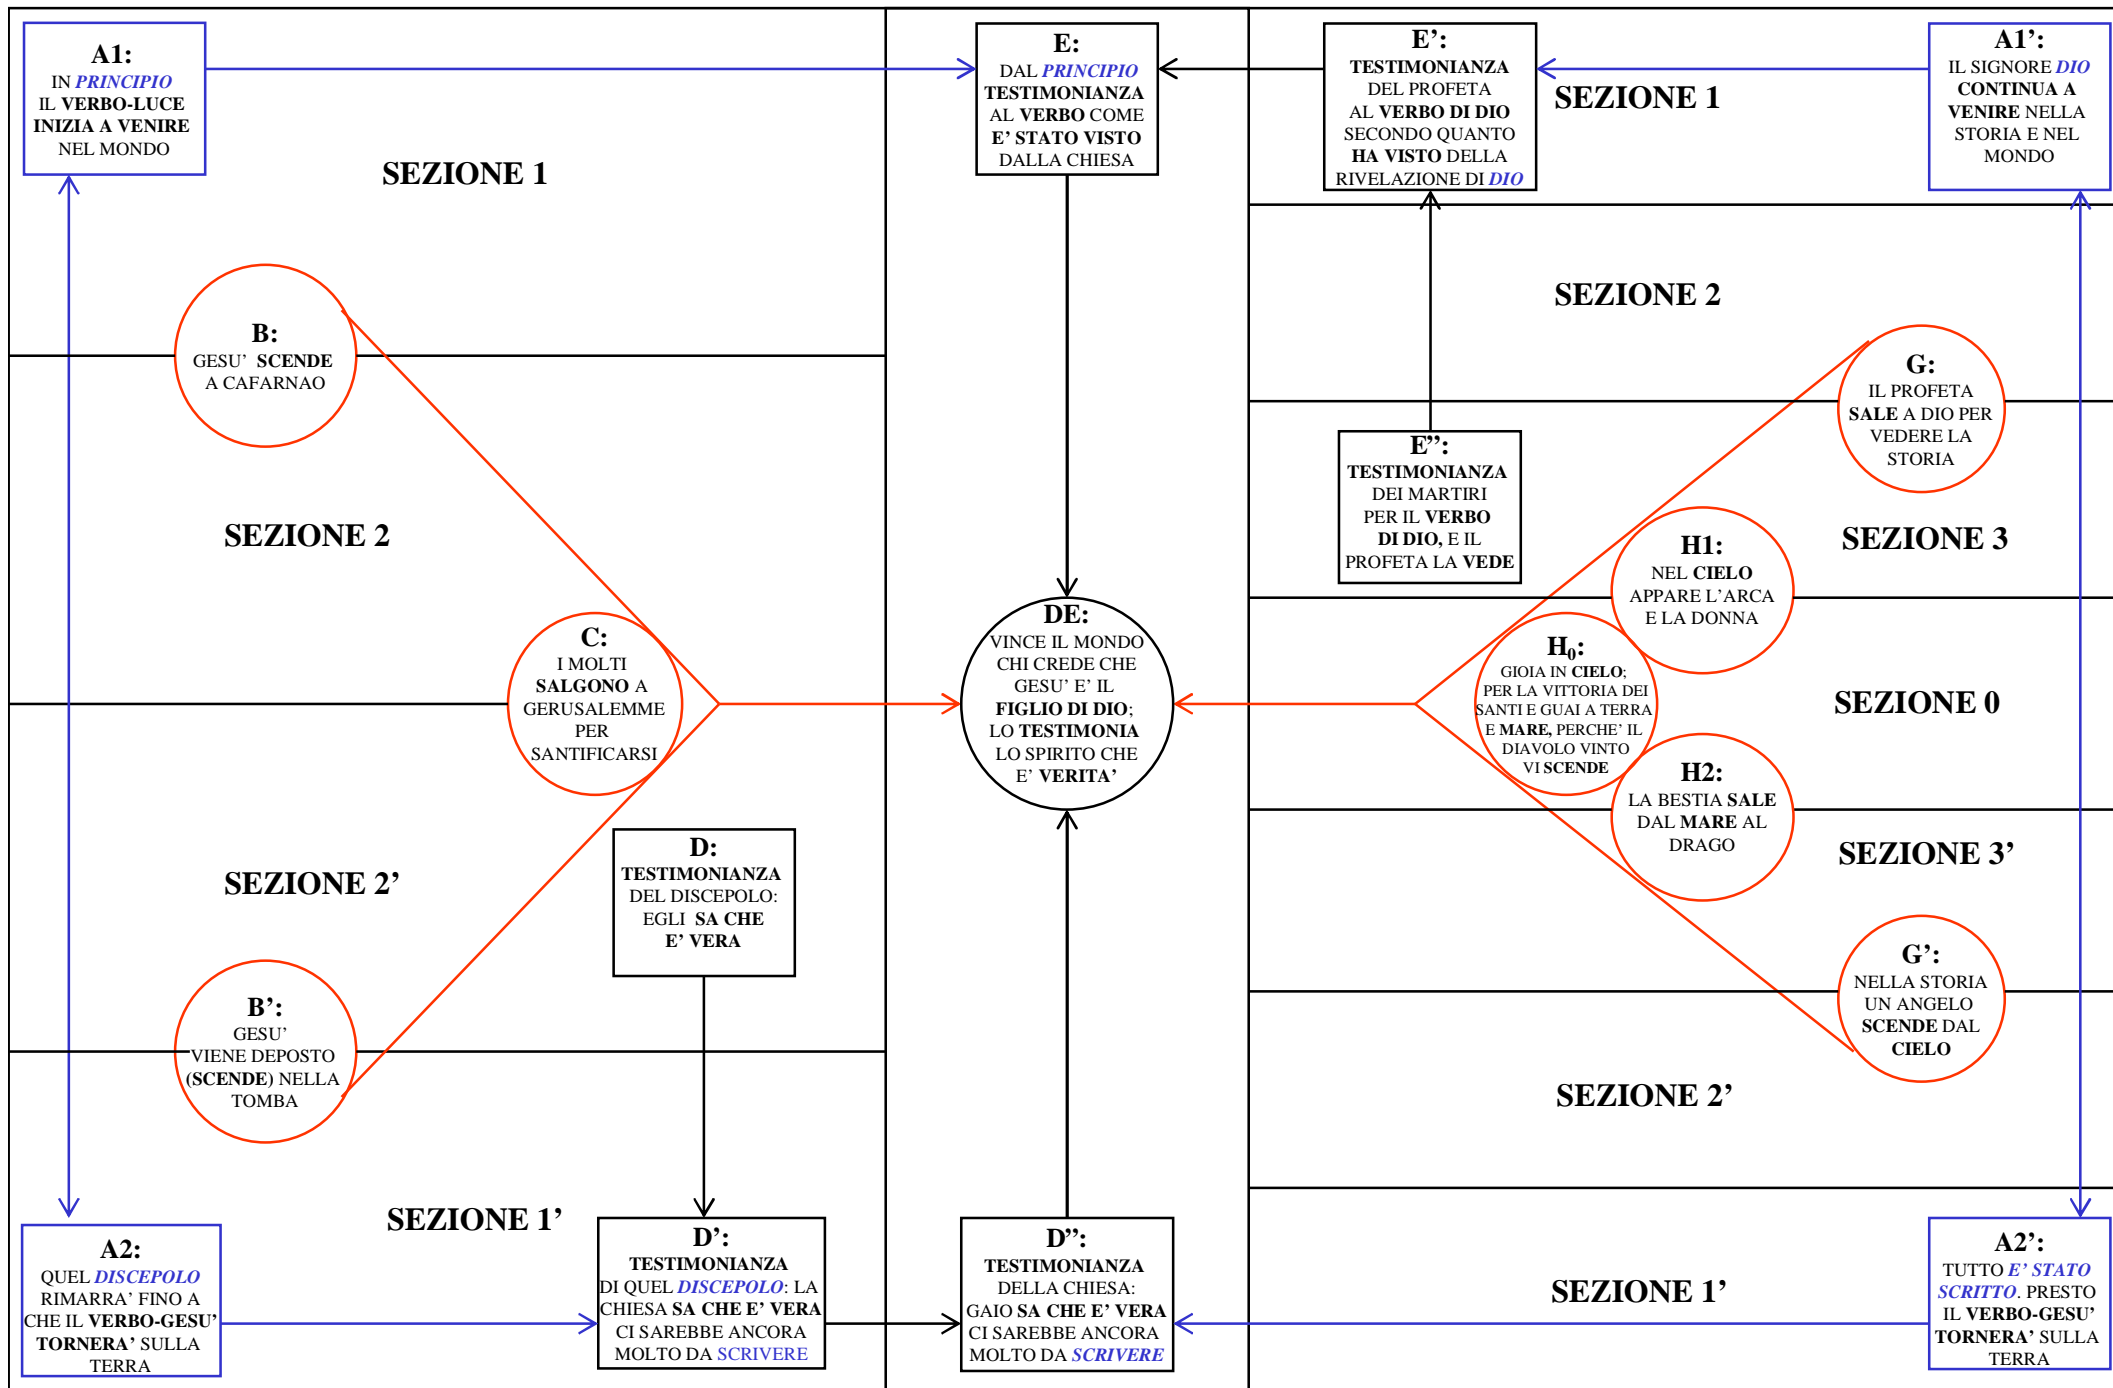 A1:
IN PRINCIPIO
IL VERBO-LUCE
INIZIA A VENIRE
NEL MONDO
SEZIONE 1
B:
GESU’ SCENDE
A CAFARNAO
SEZIONE 2
C:
I MOLTI
SALGONO A
GERUSALEMME
PER
SANTIFICARSI
SEZIONE 2’
D:
TESTIMONIANZA
DEL DISCEPOLO:
EGLI SA CHE
E’ VERA
B’:
GESU’
VIENE DEPOSTO
(SCENDE) NELLA
TOMBA
SEZIONE 1’
A2:
QUEL DISCEPOLO
RIMARRA’ FINO A
CHE IL VERBO-GESU’
TORNERA’ SULLA
TERRA
D’:
TESTIMONIANZA
DI QUEL DISCEPOLO: LA
CHIESA SA CHE E’ VERA
CI SAREBBE ANCORA
MOLTO DA SCRIVERE
E:
DAL PRINCIPIO
TESTIMONIANZA
AL VERBO COME
E’ STATO VISTO
DALLA CHIESA
DE:
VINCE IL MONDO
CHI CREDE CHE
GESU’ E’ IL
FIGLIO DI DIO;
LO TESTIMONIA
LO SPIRITO CHE
E’ VERITA’
D’’:
TESTIMONIANZA
DELLA CHIESA:
GAIO SA CHE E’ VERA
CI SAREBBE ANCORA
MOLTO DA SCRIVERE
E’:
TESTIMONIANZA
DEL PROFETA
AL VERBO DI DIO
SECONDO QUANTO
HA VISTO DELLA
RIVELAZIONE DI DIO
SEZIONE 1
A1’:
IL SIGNORE DIO
CONTINUA A
VENIRE NELLA
STORIA E NEL
MONDO
SEZIONE 2
G:
IL PROFETA
SALE A DIO PER
VEDERE LA
STORIA
E”:
TESTIMONIANZA
DEI MARTIRI
PER IL VERBO
DI DIO, E IL
PROFETA LA VEDE
SEZIONE 3
H1:
NEL CIELO
APPARE L’ARCA
E LA DONNA
H0:
GIOIA IN CIELO;
PER LA VITTORIA DEI
SANTI E GUAI A TERRA
E MARE, PERCHE’ IL
DIAVOLO VINTO
VI SCENDE
SEZIONE 0
H2:
LA BESTIA SALE
DAL MARE AL
DRAGO
SEZIONE 3’
G’:
NELLA STORIA
UN ANGELO
SCENDE DAL
CIELO
SEZIONE 2’
SEZIONE 1’
A2’:
TUTTO E’ STATO
SCRITTO. PRESTO
IL VERBO-GESU’
TORNERA’ SULLA
TERRA